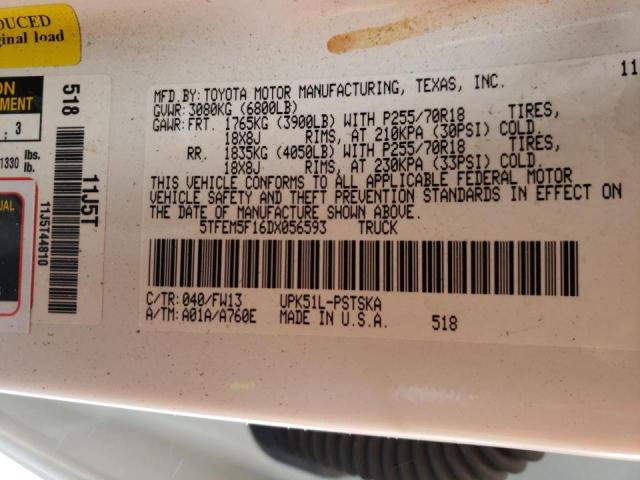 DUCED
ginal load
ON
EMENT
. 3
1330 lbs.
lb.
UAL
518
11J5T
11J5T44810
11
MFD.BY:TOYOTA MOTOR MANUFACTURING, TEXAS, INC.
GVWR:3080KG (6800LB)
GAWR:FRT. 1765KG (3900LB) WITH P255/70R18 TIRES,
18X8J RIMS, AT 210KPA (30PSI) COLD.
RR. 1835KG (4050LB) WITH P255/70R18 TIRES,
18X8J RIMS, AT 230KPA (33PSI) COLD.
THIS VEHICLE CONFORMS TO ALL APPLICABLE FEDERAL MOTOR
VEHICLE SAFETY AND THEFT PREVENTION STANDARDS IN EFFECT ON
THE DATE OF MANUFACTURE SHOWN ABOVE.
5TFEM5F16DX056593 TRUCK
C/TR:040/FW13 UPK51L-PSTSKA
A/TM:A01A/A760E MADE IN U.S.A. 518